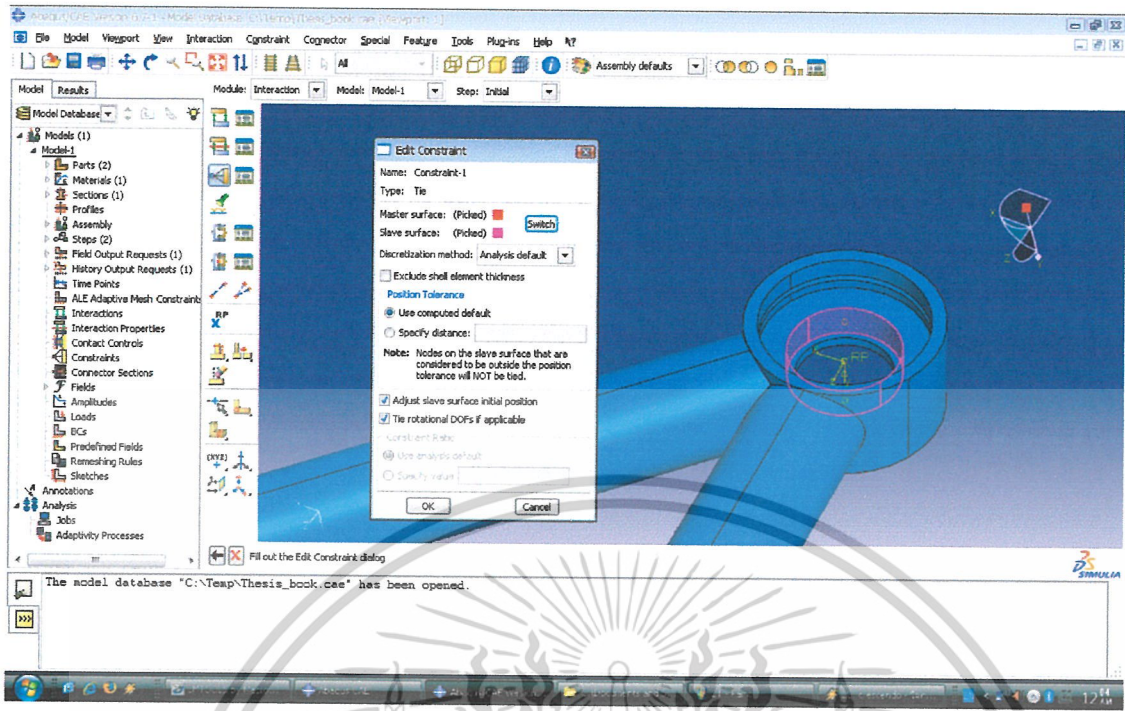 File Model Viewport View Interaction Constraint Connector Special Feature Tools Plug-ins Help
All
Assembly defaults
Model Results
Module: Interaction Model: Model-1 Step: Initial
Model Database
Models (1)
Model-1
Parts (2)
Materials (1)
Sections (1)
Profiles
Assembly
Steps (2)
Field Output Requests (1)
History Output Requests (1)
Time Points
ALE Adaptive Mesh Constraints
Interactions
Interaction Properties
Contact Controls
Constraints
Connector Sections
Fields
Amplitudes
Loads
BCs
Predefined Fields
Remeshing Rules
Sketches
Annotations
Analysis
Jobs
Adaptivity Processes
RP
(XYZ)
Edit Constraint
Name: Constraint-1
Type: Tie
Master surface: (Picked)
Switch
Slave surface: (Picked)
Discretization method: Analysis default
Exclude shell element thickness
Position Tolerance
Use computed default
Specify distance:
Note: Nodes on the slave surface that are
considered to be outside the position
tolerance will NOT be tied.
Adjust slave surface initial position
Tie rotational DOFs if applicable
Constraint Ratio
Use analysis default
Specify value
OK Cancel
RP
Fill out the Edit Constraint dialog
SIMULIA
The model database "C:\Temp\Thesis_book.cae" has been opened.